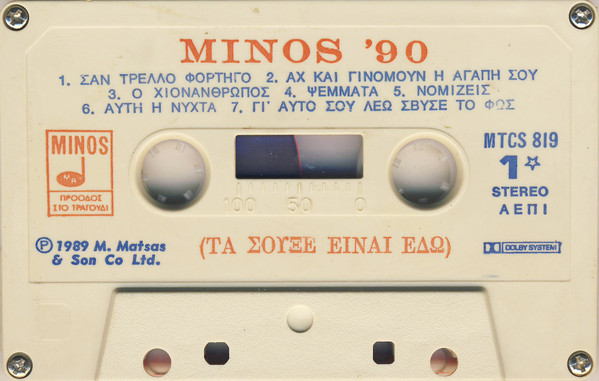 MINOS '90
1. ΣΑΝ ΤΡΕΛΛΟ ΦΟΡΤΗΓΟ 2. ΑΧ ΚΑΙ ΓΙΝΟΜΟΥΝ Η ΑΓΑΠΗ ΣΟΥ
3. Ο ΧΙΟΝΑΝΘΡΩΠΟΣ 4. ΨΕΜΜΑΤΑ 5. ΝΟΜΙΖΕΙΣ
6. ΑΥΤΗ Η ΝΥΧΤΑ 7. ΓΙ' ΑΥΤΟ ΣΟΥ ΛΕΩ ΣΒΥΣΕ ΤΟ ΦΩΣ
MINOS
MA
ΠΡΟΟΔΟΣ
ΣΤΟ ΤΡΑΓΟΥΔΙ
100 50 0
MTCS 819
1
STEREO
ΑΕΠΙ
Ⓟ 1989 M. Matsas
& Son Co Ltd.
(ΤΑ ΣΟΥΞΕ ΕΙΝΑΙ ΕΔΩ)
DOLBY SYSTEM